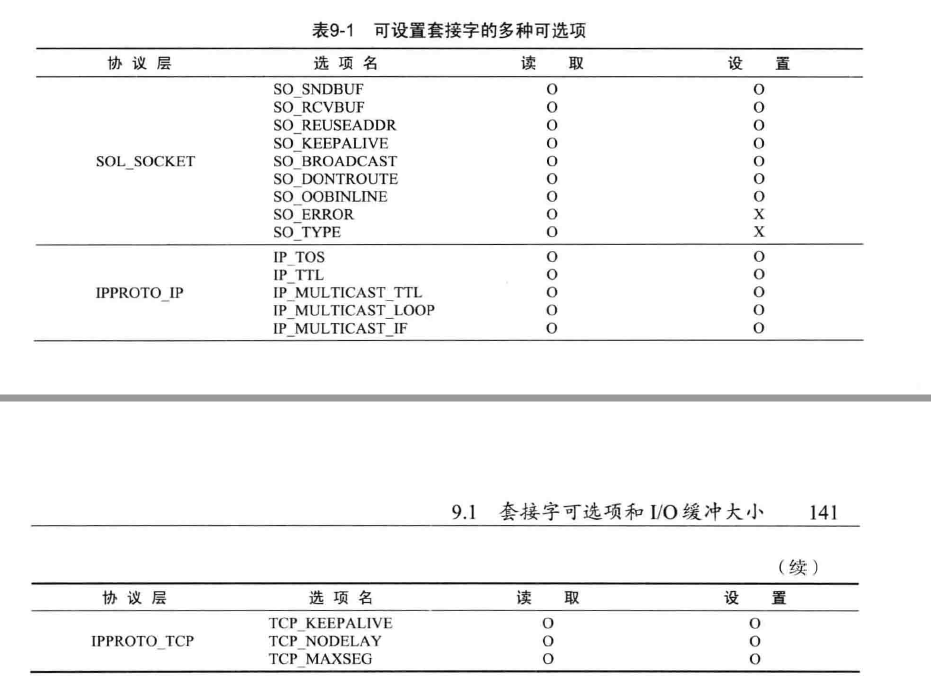 表9-1 可设置套接字的多种可选项
协议层 选项名 读取 设置
SO_SNDBUF O O
SO_RCVBUF O O
SO_REUSEADDR O O
SO_KEEPALIVE O O
SOL_SOCKET SO_BROADCAST O O
SO_DONTROUTE O O
SO_OOBINLINE O O
SO_ERROR O X
SO_TYPE O X
IP_TOS O O
IP_TTL O O
IPPROTO_IP IP_MULTICAST_TTL O O
IP_MULTICAST_LOOP O O
IP_MULTICAST_IF O O
9.1 套接字可选项和 I/O 缓冲大小 141
（续）
协议层 选项名 读取 设置
TCP_KEEPALIVE O O
IPPROTO_TCP TCP_NODELAY O O
TCP_MAXSEG O O